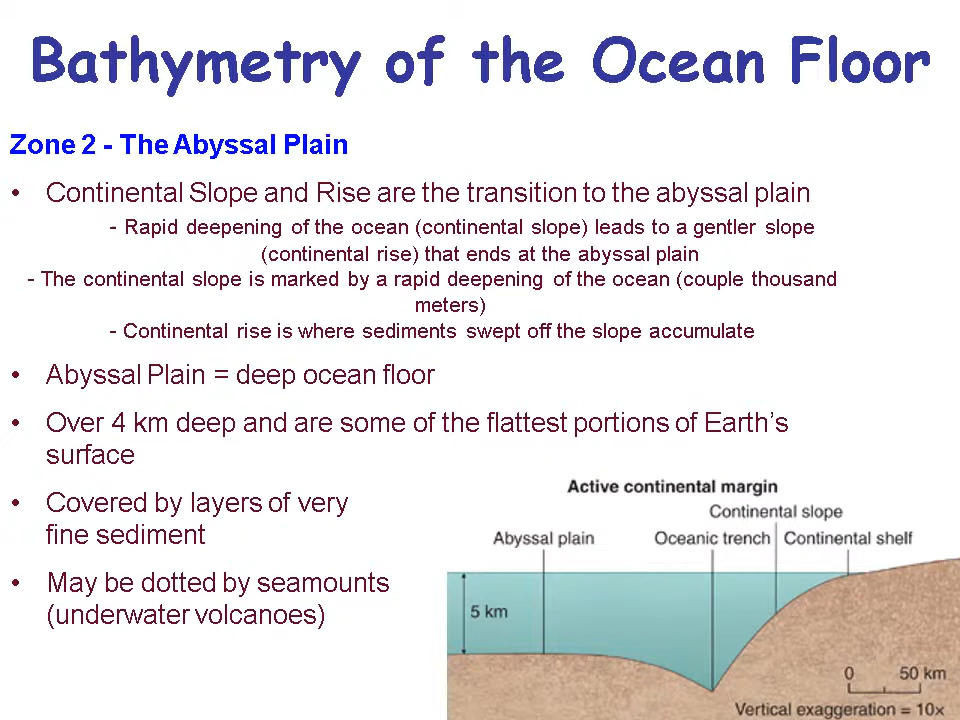 Bathymetry of the Ocean Floor
Zone 2 - The Abyssal Plain
• Continental Slope and Rise are the transition to the abyssal plain
- Rapid deepening of the ocean (continental slope) leads to a gentler slope
(continental rise) that ends at the abyssal plain
- The continental slope is marked by a rapid deepening of the ocean (couple thousand
meters)
- Continental rise is where sediments swept off the slope accumulate
• Abyssal Plain = deep ocean floor
• Over 4 km deep and are some of the flattest portions of Earth’s
surface
• Covered by layers of very
fine sediment
• May be dotted by seamounts
(underwater volcanoes)
Active continental margin
Continental slope
Abyssal plain
Oceanic trench
Continental shelf
5 km
0 50 km
Vertical exaggeration = 10x